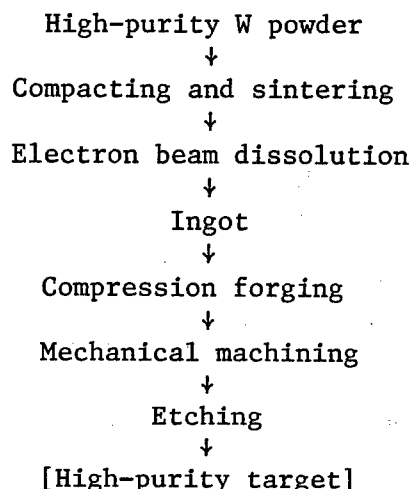 High-purity W powder
↓
Compacting and sintering
↓
Electron beam dissolution
↓
Ingot
↓
Compression forging
↓
Mechanical machining
↓
Etching
↓
[High-purity target]